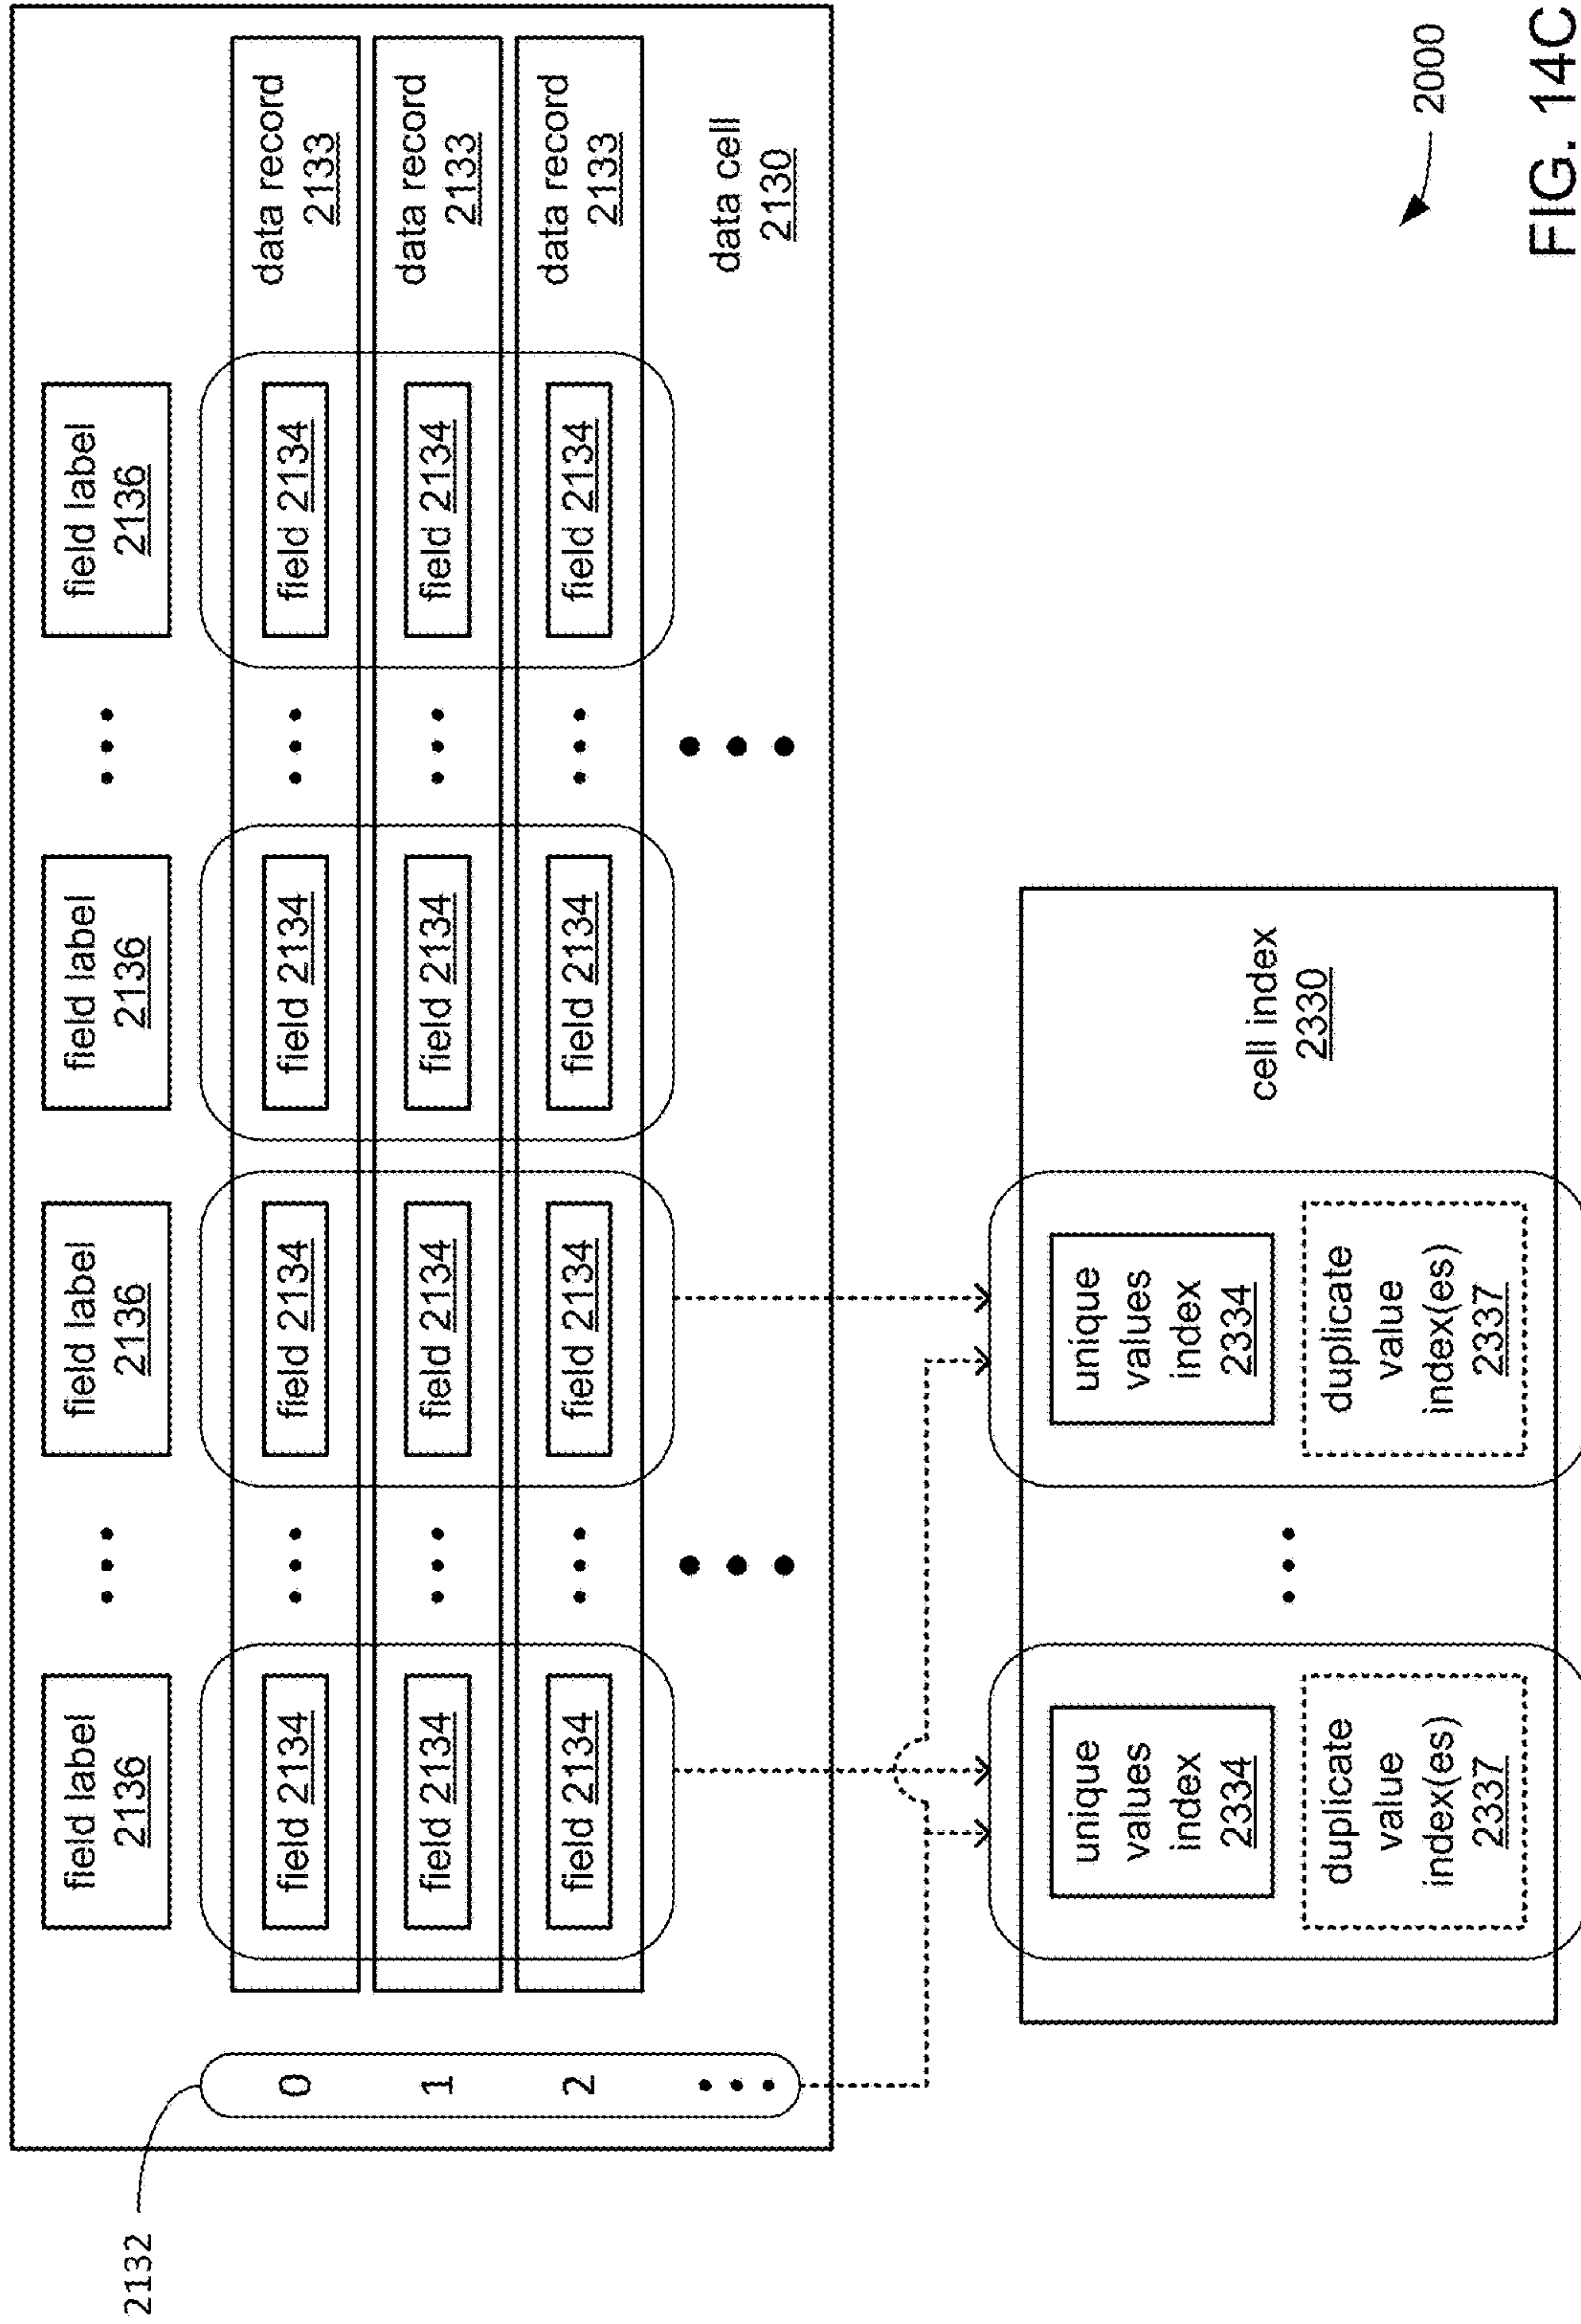 2132
field label
2136
field label
2136
field label
2136
field label
2136
0
field 2134
field 2134
field 2134
field 2134
data record
2133
1
field 2134
field 2134
field 2134
field 2134
data record
2133
2
field 2134
field 2134
field 2134
field 2134
data record
2133
data cell
2130
unique
values
index
2334
duplicate
value
index(es)
2337
unique
values
index
2334
duplicate
value
index(es)
2337
cell index
2330
2000
FIG. 14C